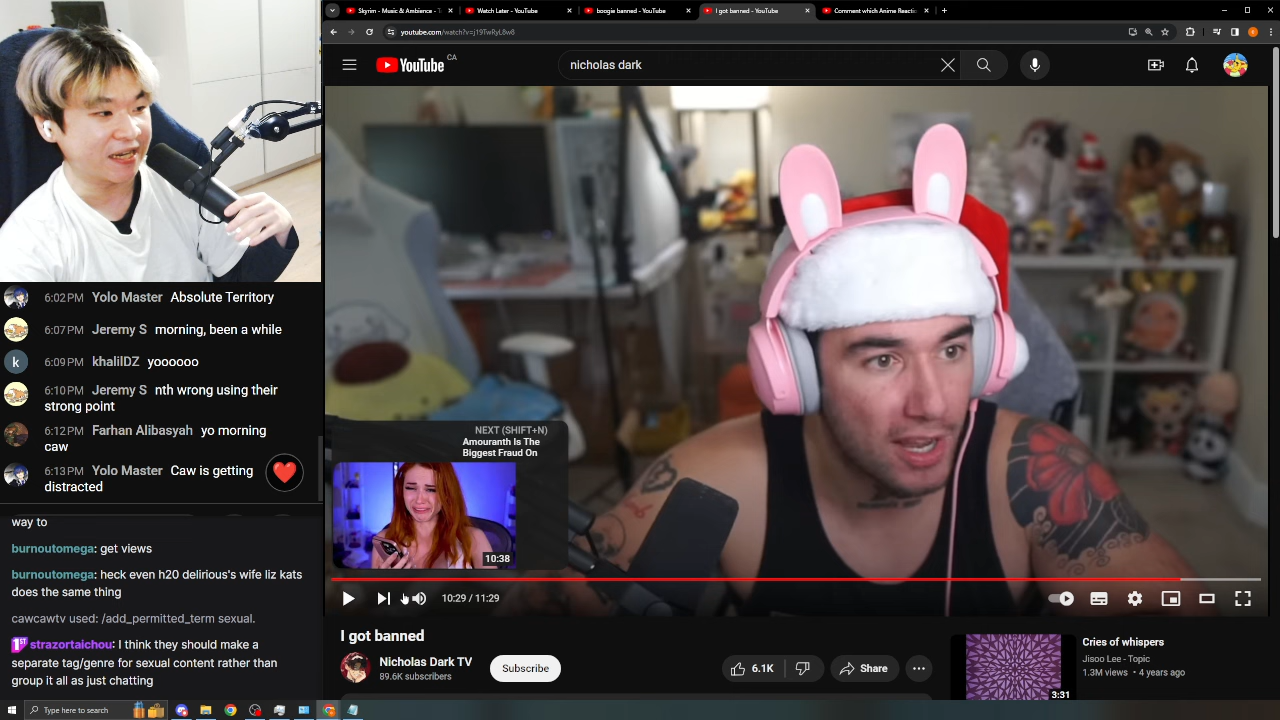 Skyrim - Music & Ambience - T
Watch Later - YouTube
boogie banned - YouTube
I got banned - YouTube
Comment which Anime Reactio
youtube.com/watch?v=j19TwRyL8w8
YouTube CA
nicholas dark
6:02 PM Yolo Master Absolute Territory
6:07 PM Jeremy S morning, been a while
6:09 PM khalilDZ yoooooo
6:10 PM Jeremy S nth wrong using their
strong point
6:12 PM Farhan Alibasyah yo morning
caw
6:13 PM Yolo Master Caw is getting
distracted
way to
burnoutomega: get views
burnoutomega: heck even h20 delirious's wife liz kats
does the same thing
cawcawtv used: /add_permitted_term sexual.
1ST strazortaichou: I think they should make a
separate tag/genre for sexual content rather than
group it all as just chatting
NEXT (SHIFT+N)
Amouranth Is The
Biggest Fraud On
10:38
10:29 / 11:29
I got banned
Nicholas Dark TV
89.6K subscribers
Subscribe
6.1K
Share
Cries of whispers
Jisoo Lee - Topic
1.3M views • 4 years ago
3:31
Type here to search